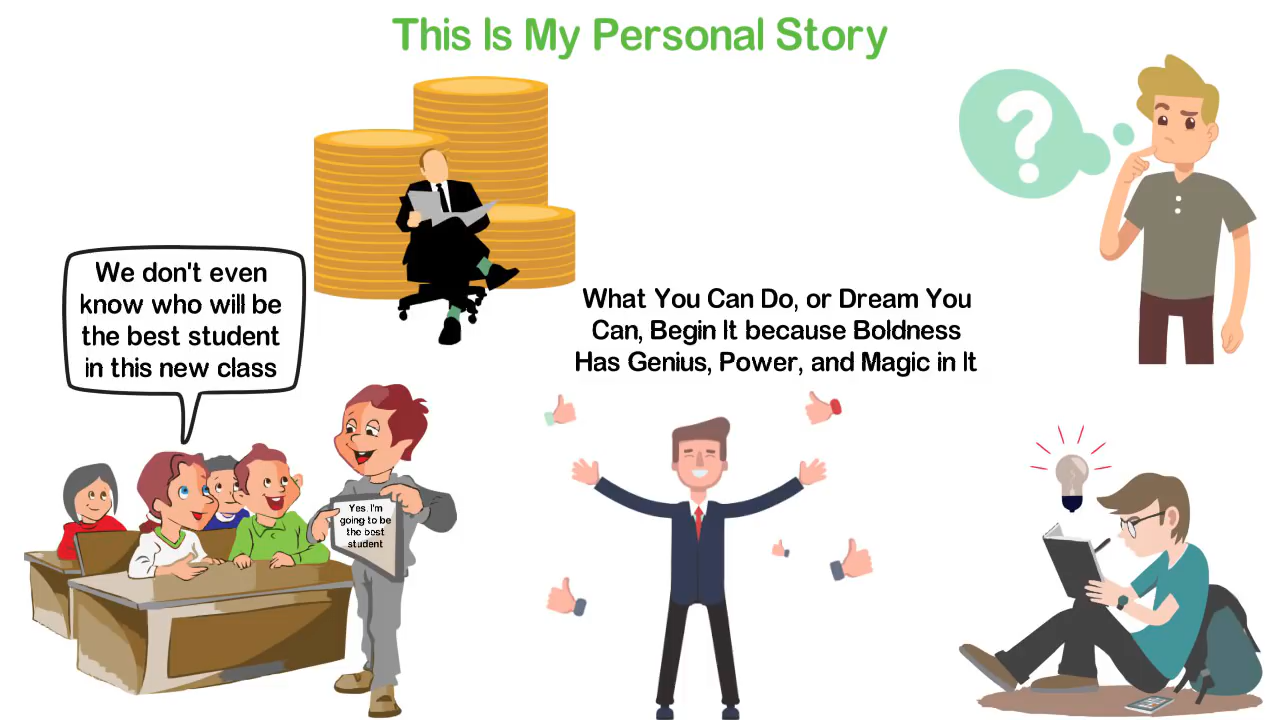 This Is My Personal Story
We don't even
know who will be
the best student
in this new class
What You Can Do, or Dream You
Can, Begin It because Boldness
Has Genius, Power, and Magic in It
Yes, I'm
going to be
the best
student
?